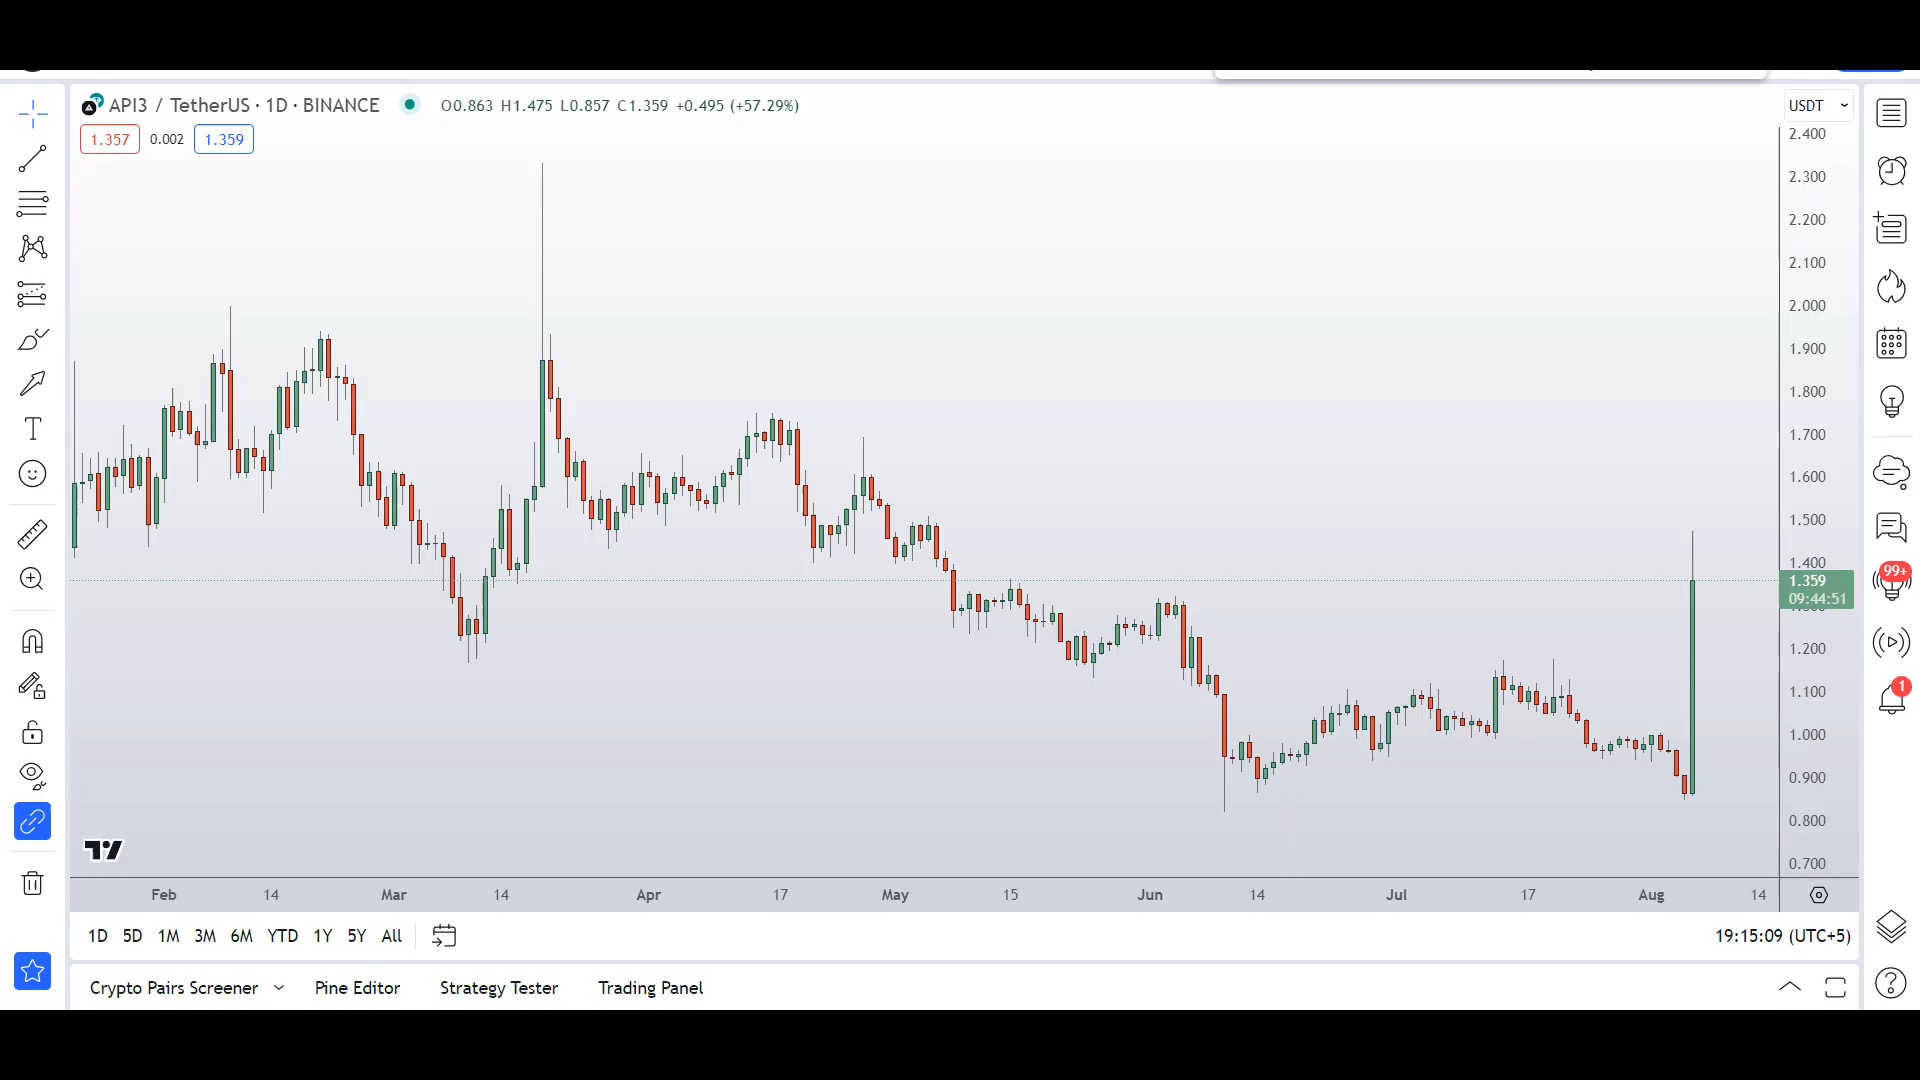 API3 / TetherUS · 1D · BINANCE O0.863 H1.475 L0.857 C1.359 +0.495 (+57.29%)
1.357 0.002 1.359
USDT
2.400
2.300
2.200
2.100
2.000
1.900
1.800
1.700
1.600
1.500
1.400
1.359
09:44:51
1.200
1.100
1.000
0.900
0.800
0.700
99+
1
T
Feb 14 Mar 14 Apr 17 May 15 Jun 14 Jul 17 Aug 14
1D 5D 1M 3M 6M YTD 1Y 5Y All
19:15:09 (UTC+5)
Crypto Pairs Screener Pine Editor Strategy Tester Trading Panel